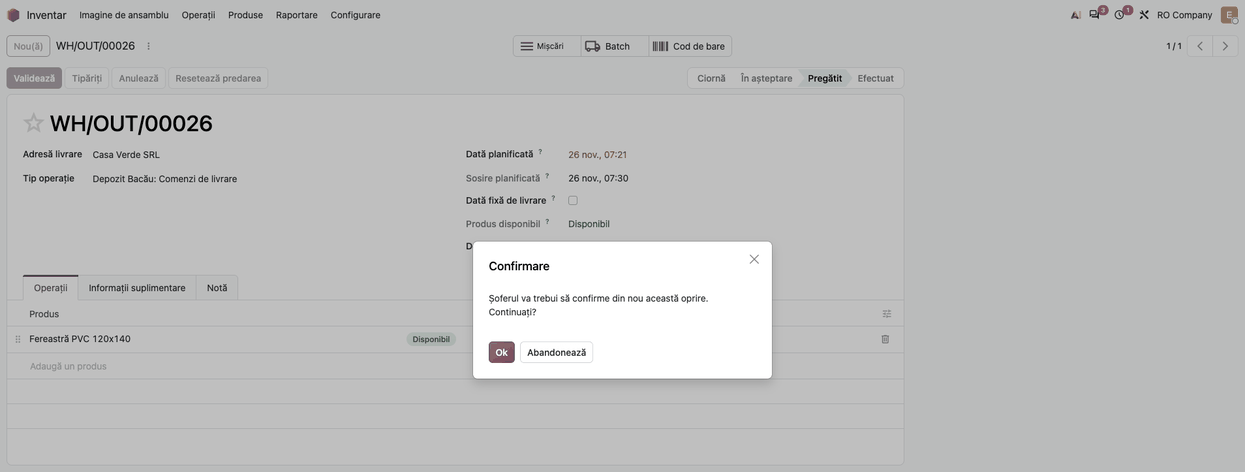 Inventar Imagine de ansamblu Operații Produse Raportare Configurare 3 1 RO Company E
Nou(ă) WH/OUT/00026 Mișcări Batch Cod de bare 1 / 1
Validează Tipăriți Anulează Resetează predarea Ciornă În așteptare Pregătit Efectuat
WH/OUT/00026
Adresă livrare Casa Verde SRL Dată planificată ? 26 nov., 07:21
Tip operație Depozit Bacău: Comenzi de livrare Sosire planificată ? 26 nov., 07:30
Dată fixă de livrare ?
Produs disponibil ? Disponibil
D
Confirmare
Șoferul va trebui să confirme din nou această oprire.
Continuați?
Ok Abandonează
Operații Informații suplimentare Notă
Produs
Fereastră PVC 120x140 Disponibil
Adaugă un produs